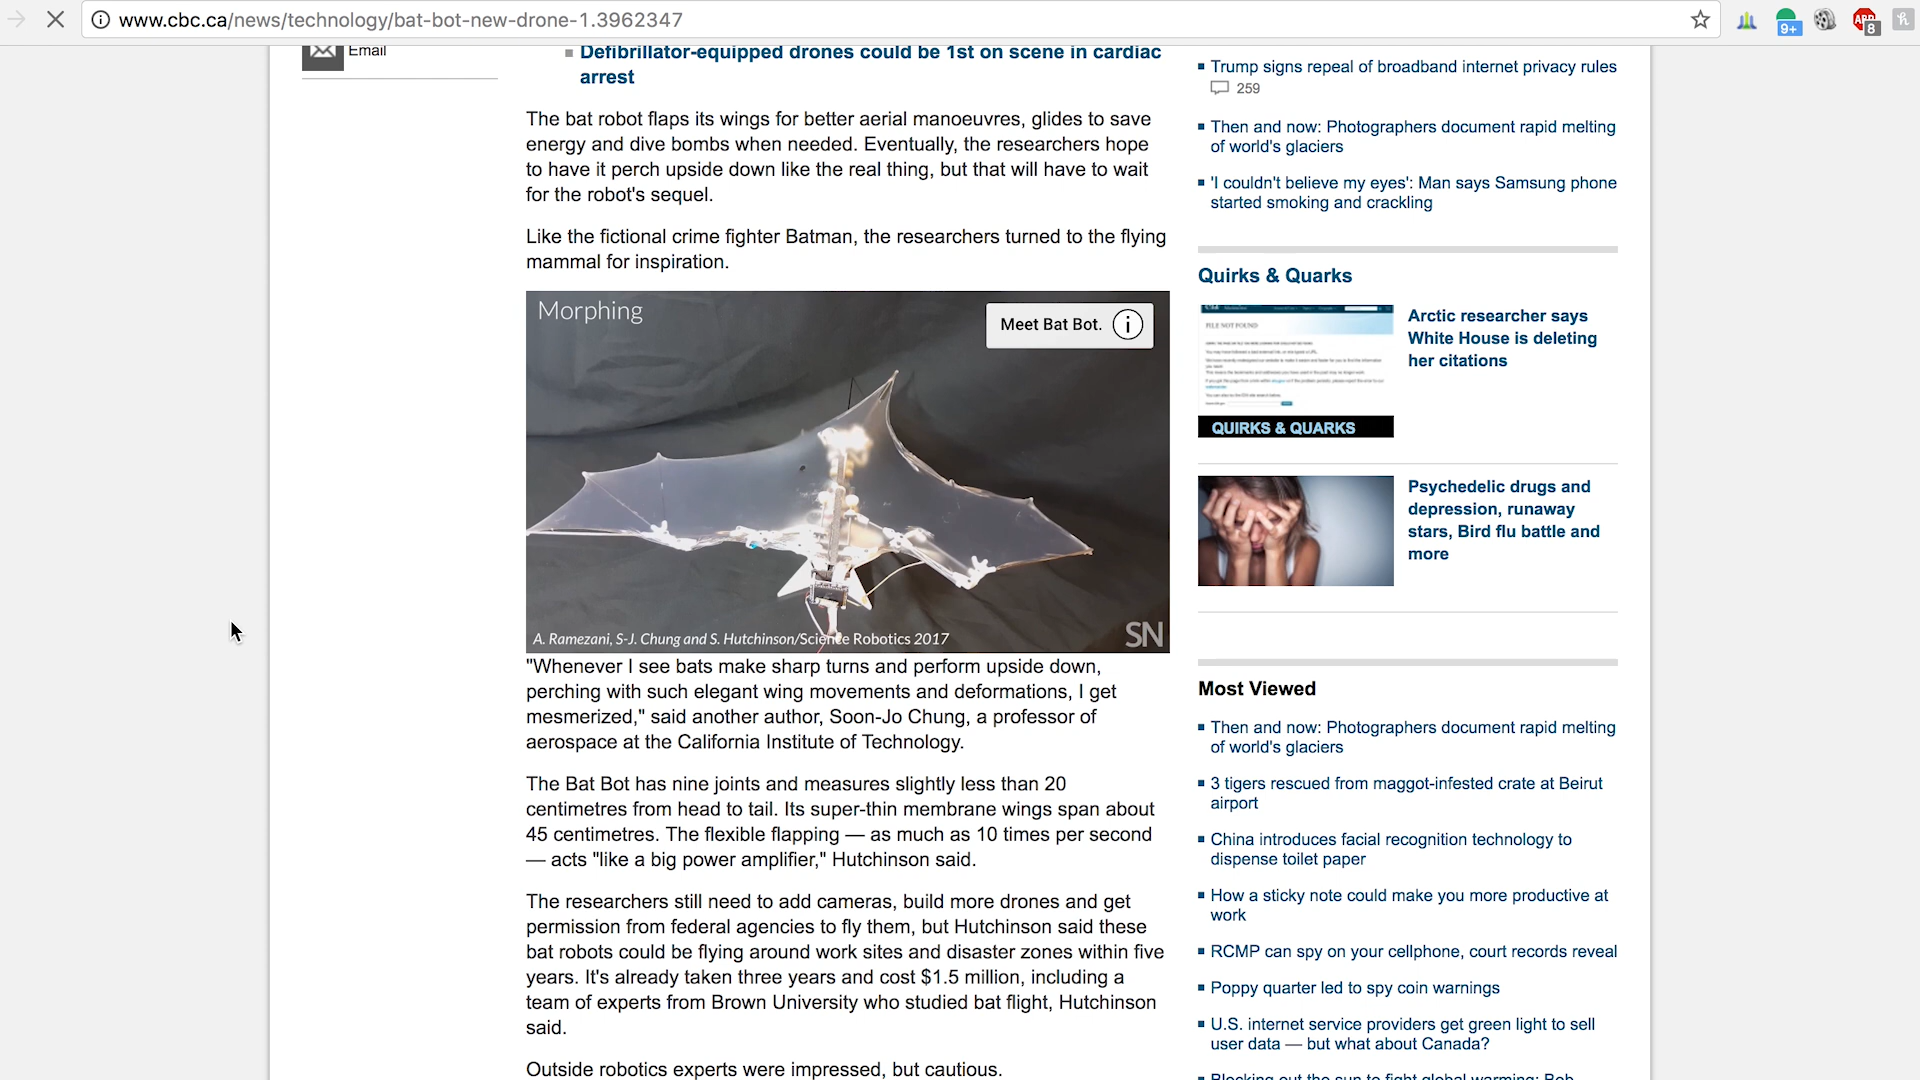 www.cbc.ca/news/technology/bat-bot-new-drone-1.3962347
9+
ABP
8
Email
Defibrillator-equipped drones could be 1st on scene in cardiac
arrest
The bat robot flaps its wings for better aerial manoeuvres, glides to save
energy and dive bombs when needed. Eventually, the researchers hope
to have it perch upside down like the real thing, but that will have to wait
for the robot's sequel.
Like the fictional crime fighter Batman, the researchers turned to the flying
mammal for inspiration.
Morphing
Meet Bat Bot.
A. Ramezani, S-J. Chung and S. Hutchinson/Science Robotics 2017
SN
"Whenever I see bats make sharp turns and perform upside down,
perching with such elegant wing movements and deformations, I get
mesmerized," said another author, Soon-Jo Chung, a professor of
aerospace at the California Institute of Technology.
The Bat Bot has nine joints and measures slightly less than 20
centimetres from head to tail. Its super-thin membrane wings span about
45 centimetres. The flexible flapping — as much as 10 times per second
— acts "like a big power amplifier," Hutchinson said.
The researchers still need to add cameras, build more drones and get
permission from federal agencies to fly them, but Hutchinson said these
bat robots could be flying around work sites and disaster zones within five
years. It's already taken three years and cost $1.5 million, including a
team of experts from Brown University who studied bat flight, Hutchinson
said.
Outside robotics experts were impressed, but cautious.
Trump signs repeal of broadband internet privacy rules
259
Then and now: Photographers document rapid melting
of world's glaciers
'I couldn't believe my eyes': Man says Samsung phone
started smoking and crackling
Quirks & Quarks
FILE NOT FOUND
QUIRKS & QUARKS
Arctic researcher says
White House is deleting
her citations
Psychedelic drugs and
depression, runaway
stars, Bird flu battle and
more
Most Viewed
Then and now: Photographers document rapid melting
of world's glaciers
3 tigers rescued from maggot-infested crate at Beirut
airport
China introduces facial recognition technology to
dispense toilet paper
How a sticky note could make you more productive at
work
RCMP can spy on your cellphone, court records reveal
Poppy quarter led to spy coin warnings
U.S. internet service providers get green light to sell
user data — but what about Canada?
Blocking out the sun to fight global warming: Bob